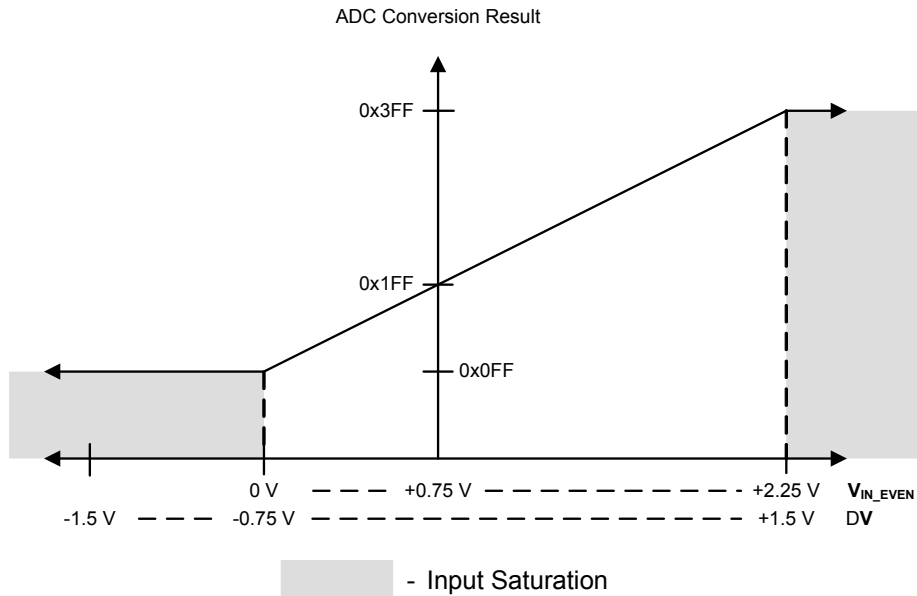 ADC Conversion Result
0x3FF
0x1FF
0x0FF
0 V +0.75 V +2.25 V VIN_EVEN
-1.5 V -0.75 V +1.5 V DV
- Input Saturation